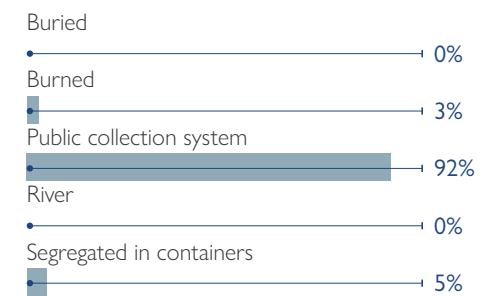 Buried
0%
Burned
3%
Public collection system
92%
River
0%
Segregated in containers
5%